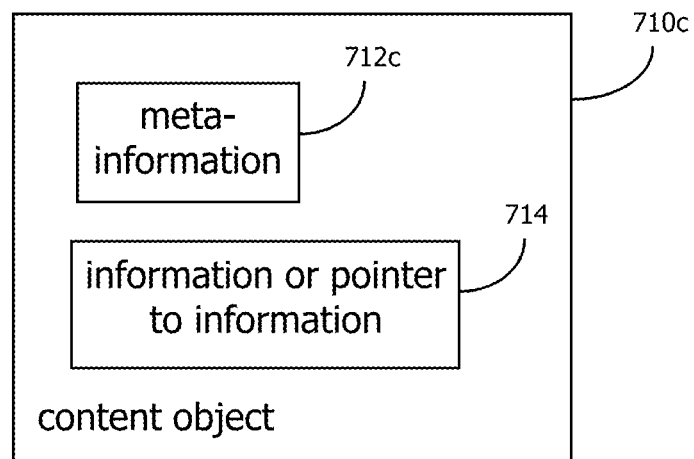 710c
712c
meta-
information
714
information or pointer
to information
content object